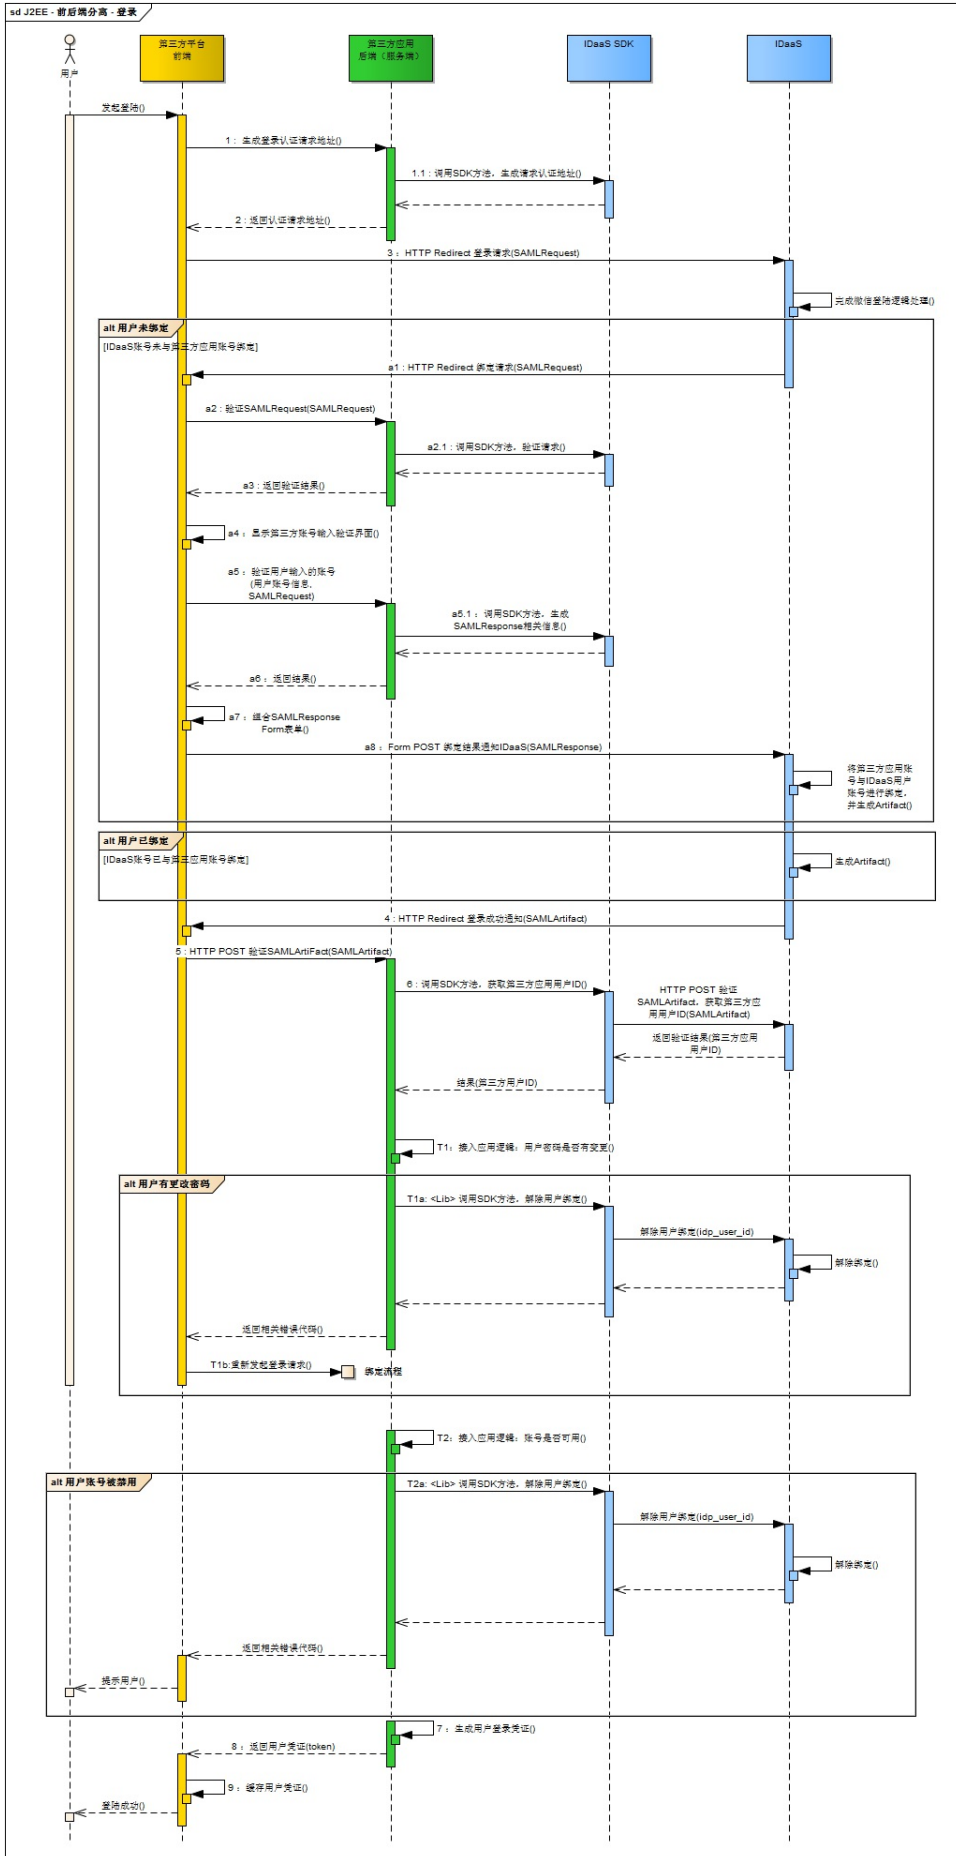 sd J2EE - 前后端分离 - 登录
用户
第三方平台
前端
第三方应用
后端（服务端）
IDaaS SDK
IDaaS
发起登陆()
1： 生成登录认证请求地址()
1.1 : 调用SDK方法，生成请求认证地址()
2 : 返回认证请求地址()
3 ：HTTP Redirect 登录请求(SAMLRequest)
完成微信登陆逻辑处理()
alt 用户未绑定
[IDaaS账号未与第三方应用账号绑定]
a1 : HTTP Redirect 绑定请求(SAMLRequest)
a2 : 验证SAMLRequest(SAMLRequest)
a2.1 : 调用SDK方法，验证请求()
a3 : 返回验证结果()
a4 ：显示第三方账号输入验证界面()
a5 ：验证用户输入的账号
(用户账号信息,
SAMLRequest)
a5.1 ：调用SDK方法，生成
SAMLResponse相关信息()
a6 ：返回结果()
a7 ：组合SAMLResponse
Form表单()
a8 ：Form POST 绑定结果通知IDaaS(SAMLResponse)
将第三方应用账
号与IDaaS用户
账号进行绑定，
并生成Artifact()
alt 用户已绑定
[IDaaS账号已与第三方应用账号绑定]
生成Artifact()
4 : HTTP Redirect 登录成功通知(SAMLArtifact)
5 : HTTP POST 验证SAMLArtiFact(SAMLArtifact)
6 : 调用SDK方法，获取第三方应用用户ID()
HTTP POST 验证
SAMLArtifact，获取第三方应
用用户ID(SAMLArtifact)
返回验证结果(第三方应用
用户ID)
结果(第三方用户ID)
T1：接入应用逻辑：用户密码是否有变更()
alt 用户有更改密码
T1a: <Lib> 调用SDK方法，解除用户绑定()
解除用户绑定(idp_user_id)
解除绑定()
返回相关错误代码()
T1b:重新发起登录请求()
绑定流程
T2：接入应用逻辑：账号是否可用()
alt 用户账号被禁用
T2a: <Lib> 调用SDK方法，解除用户绑定()
解除用户绑定(idp_user_id)
解除绑定()
返回相关错误代码()
提示用户()
7 ：生成用户登录凭证()
8 ：返回用户凭证(token)
9 ：缓存用户凭证()
登陆成功()